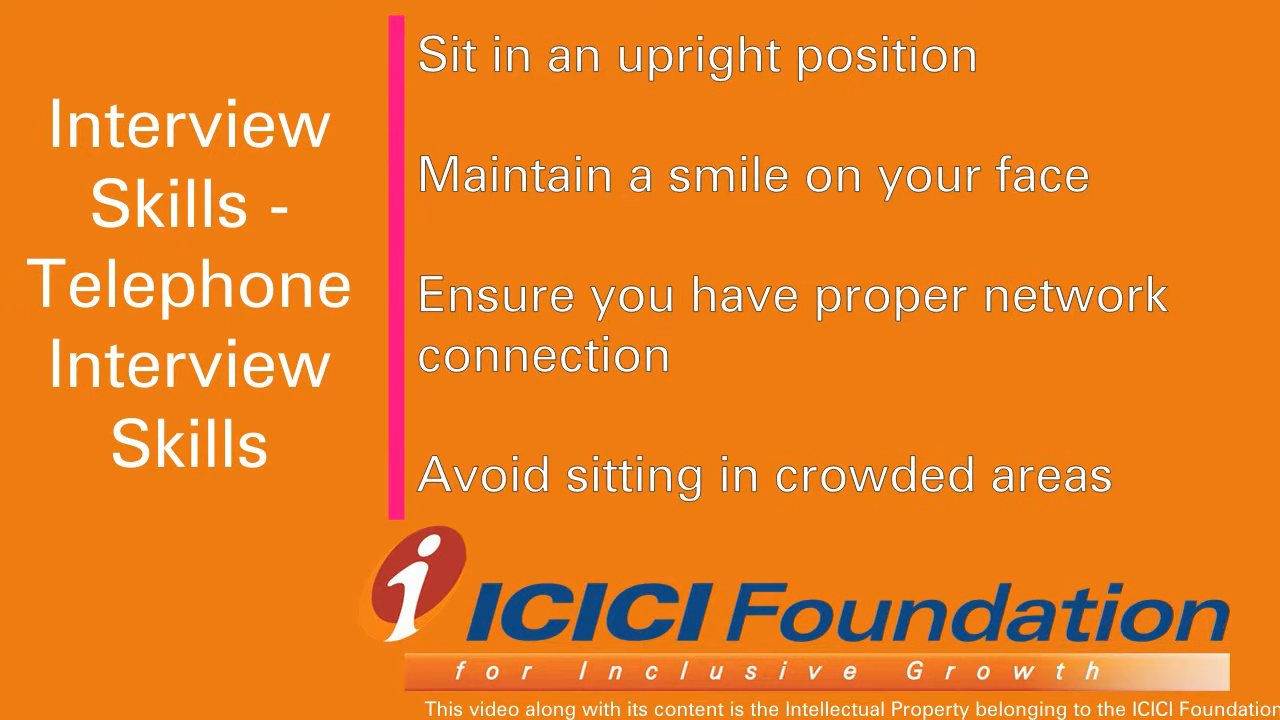 Interview
Skills -
Telephone
Interview
Skills
Sit in an upright position
Maintain a smile on your face
Ensure you have proper network
connection
Avoid sitting in crowded areas
i ICICI Foundation
for Inclusive Growth
This video along with its content is the Intellectual Property belonging to the ICICI Foundation